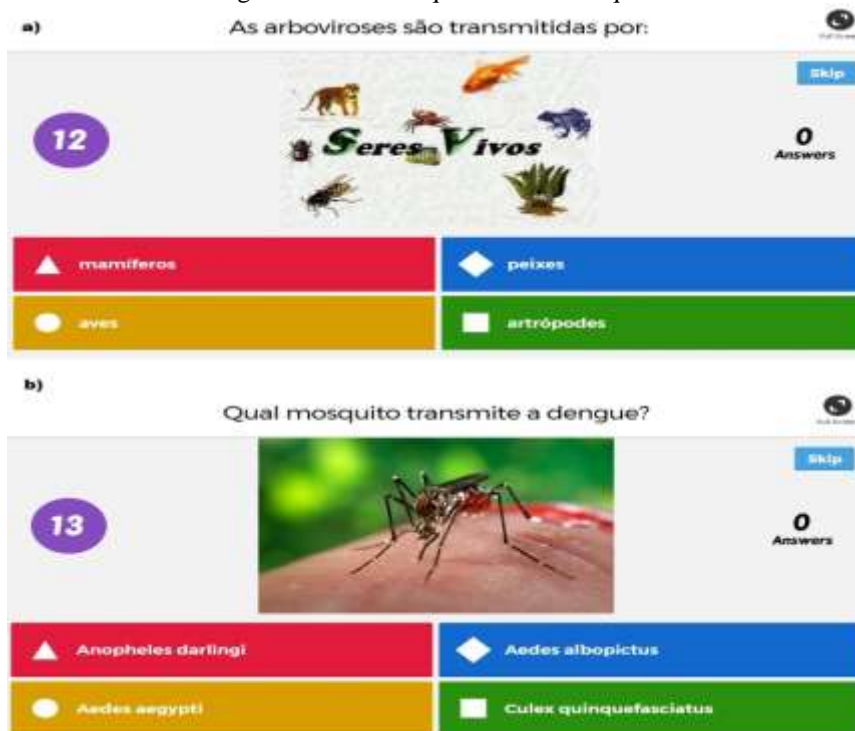 a)
As arboviroses são transmitidas por:
Skip
12
Seres Vivos
0
Answers
mamíferos
peixes
aves
artrópodes
b)
Qual mosquito transmite a dengue?
Skip
13
0
Answers
Anopheles darlingi
Aedes albopictus
Aedes aegypti
Culex quinquefasciatus